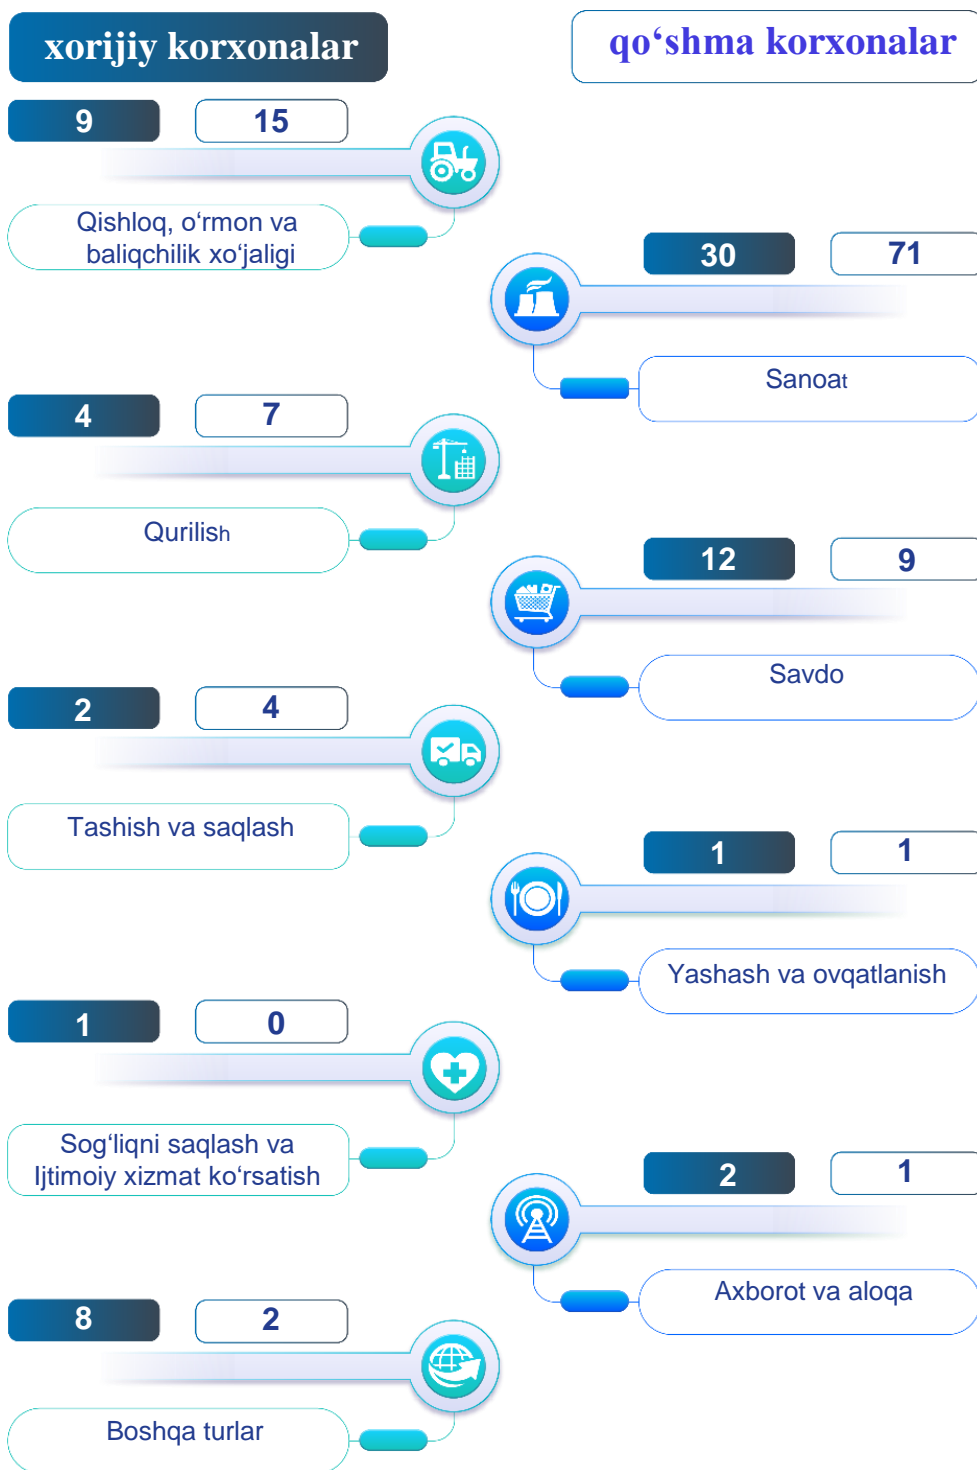 xorijiy korxonalar
qo‘shma korxonalar
9
15
Qishloq, o‘rmon va
baliqchilik xo‘jaligi
30
71
Sanoat
4
7
Qurilish
12
9
Savdo
2
4
Tashish va saqlash
1
1
Yashash va ovqatlanish
1
0
Sog‘liqni saqlash va
Ijtimoiy xizmat ko‘rsatish
2
1
Axborot va aloqa
8
2
Boshqa turlar